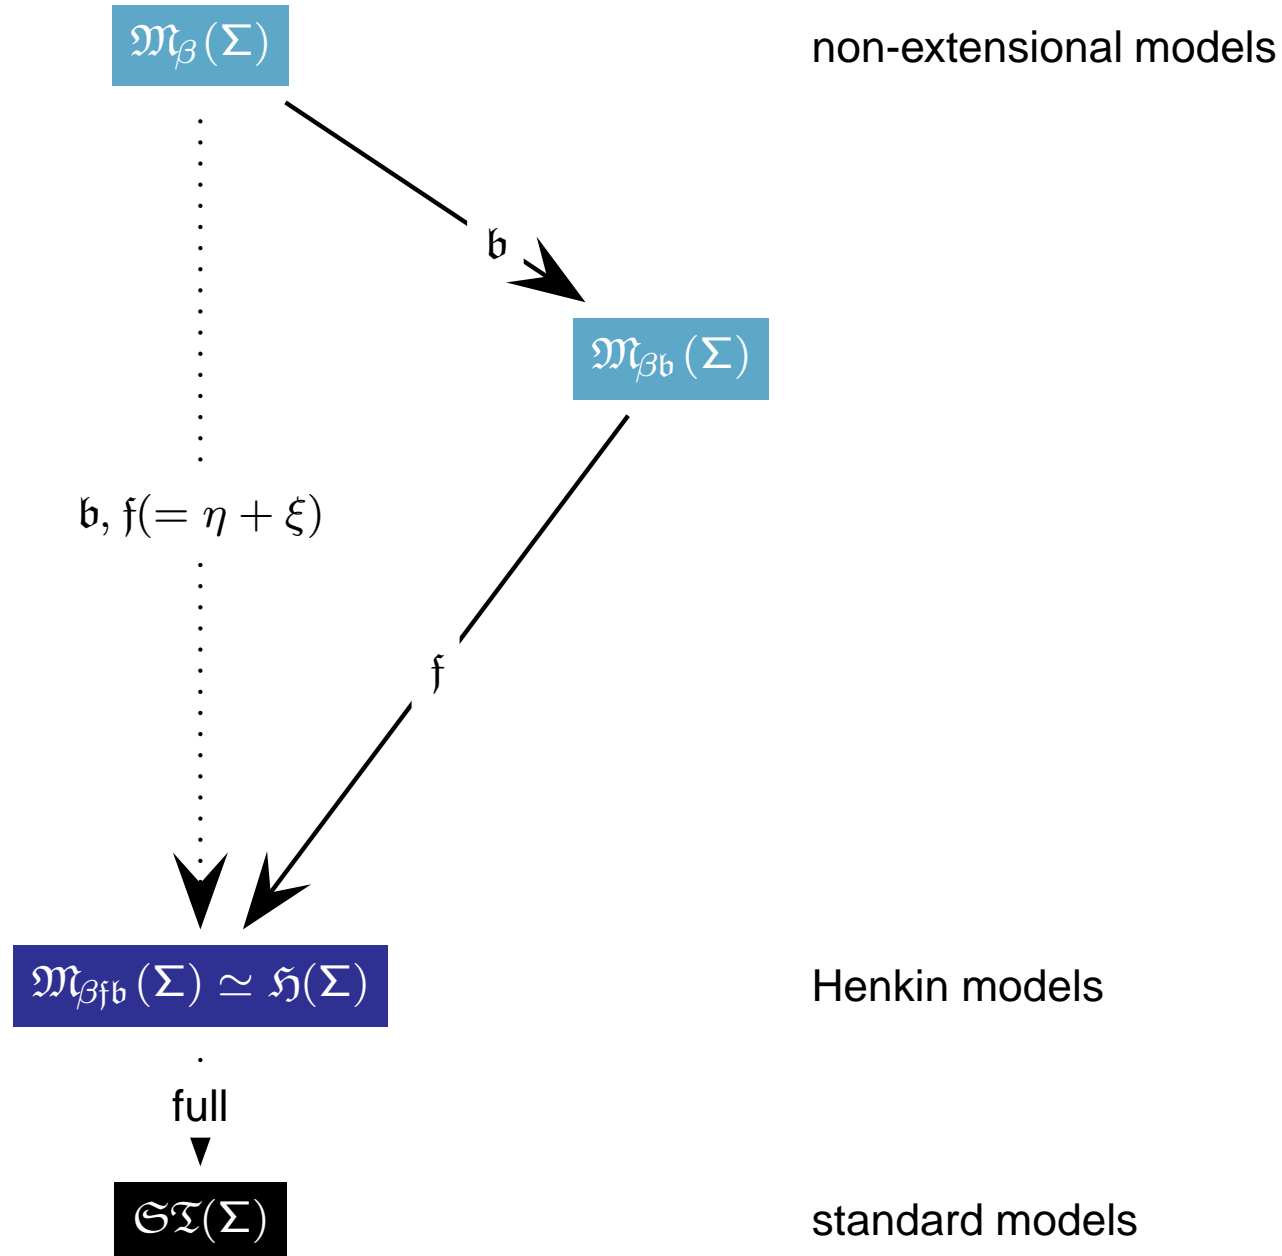 𝔐β(Σ) non-extensional models
𝔟
𝔐β𝔟(Σ)
𝔟, 𝔣(= η + ξ)
𝔣
𝔐β𝔣𝔟(Σ) ≃ ℌ(Σ) Henkin models
full
𝔖𝔗(Σ) standard models